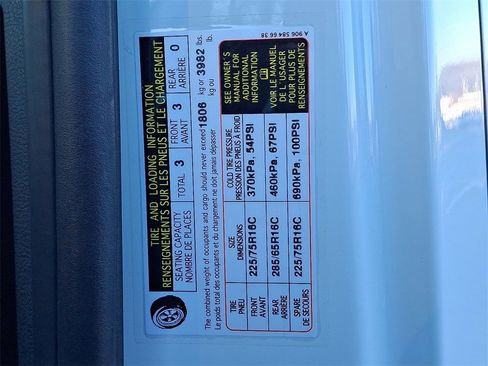 A 906 584 66 38
TIRE AND LOADING INFORMATION
RENSEIGNEMENTS SUR LES PNEUS ET LE CHARGEMENT
SEATING CAPACITY
NOMBRE DE PLACES
TOTAL 3
FRONT
AVANT
3
REAR
ARRIÈRE
0
The combined weight of occupants and cargo should never exceed
Le poids total des occupants et du chargement ne doit jamais dépasser
1806 kg or 3982 lbs.
kg ou lb.
TIRE
PNEU
SIZE
DIMENSIONS
COLD TIRE PRESSURE
PRESSION DES PNEUS À FROID
FRONT
AVANT
225/75R16C
370kPa, 54PSI
REAR
ARRIÈRE
285/65R16C
460kPa, 67PSI
SPARE
DE SECOURS
225/75R16C
690kPa, 100PSI
SEE OWNER'S
MANUAL FOR
ADDITIONAL
INFORMATION
VOIR LE MANUEL
DE L'USAGER
POUR PLUS DE
RENSEIGNEMENTS